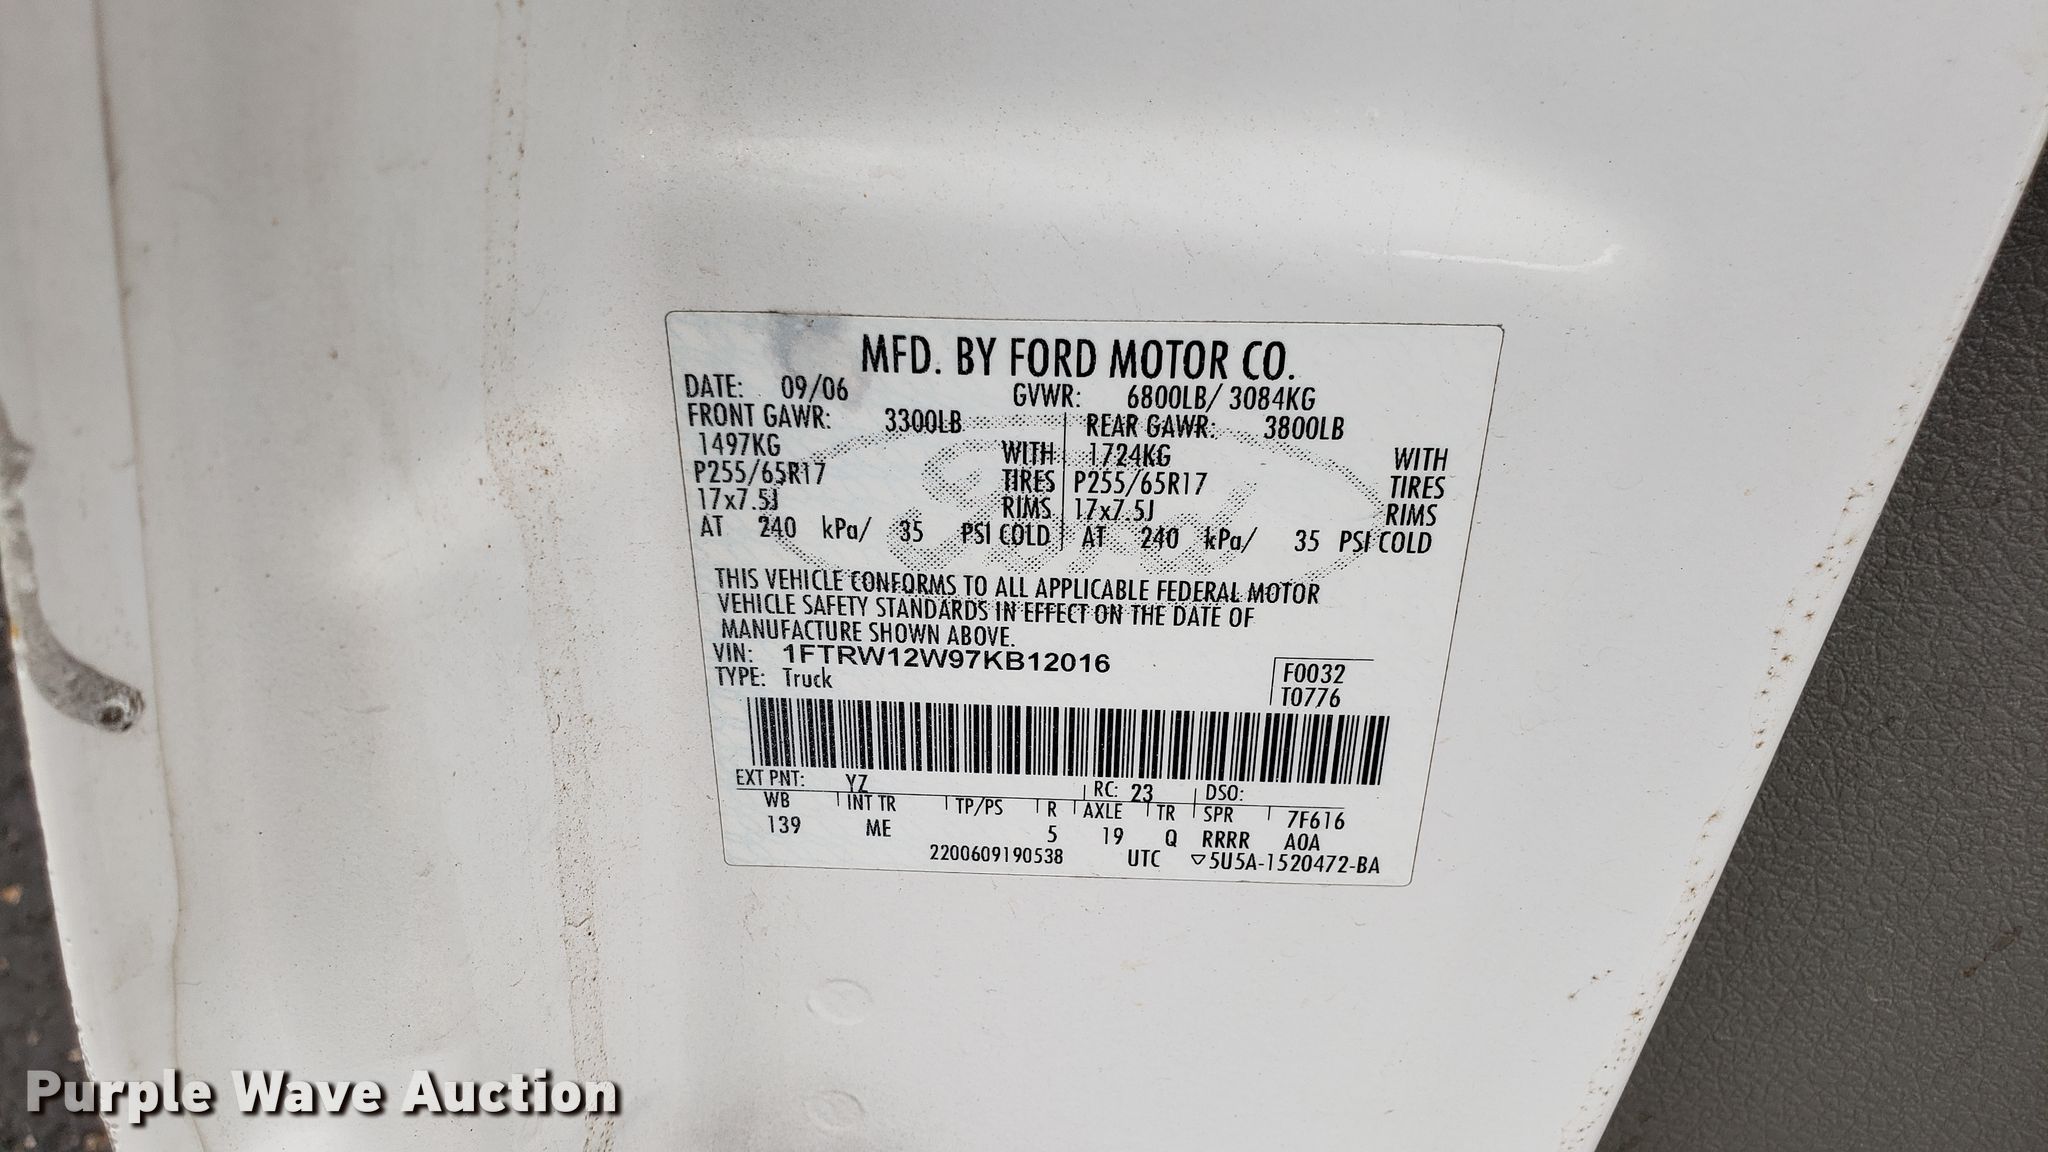 MFD. BY FORD MOTOR CO.
DATE: 09/06 GVWR: 6800LB/ 3084KG
FRONT GAWR: 3300LB REAR GAWR: 3800LB
1497KG WITH 1724KG WITH
P255/65R17 TIRES P255/65R17 TIRES
17x7.5J RIMS 17x7.5J RIMS
AT 240 kPa/ 35 PSI COLD AT 240 kPa/ 35 PSI COLD
Ford
THIS VEHICLE CONFORMS TO ALL APPLICABLE FEDERAL MOTOR
VEHICLE SAFETY STANDARDS IN EFFECT ON THE DATE OF
MANUFACTURE SHOWN ABOVE.
VIN: 1FTRW12W97KB12016 F0032
TYPE: Truck T0776
EXT PNT: YZ RC: 23 DSO:
WB INT TR TP/PS R AXLE TR SPR 7F616
139 ME 5 19 Q RRRR A0A
2200609190538 UTC ▽5U5A-1520472-BA
Purple Wave Auction